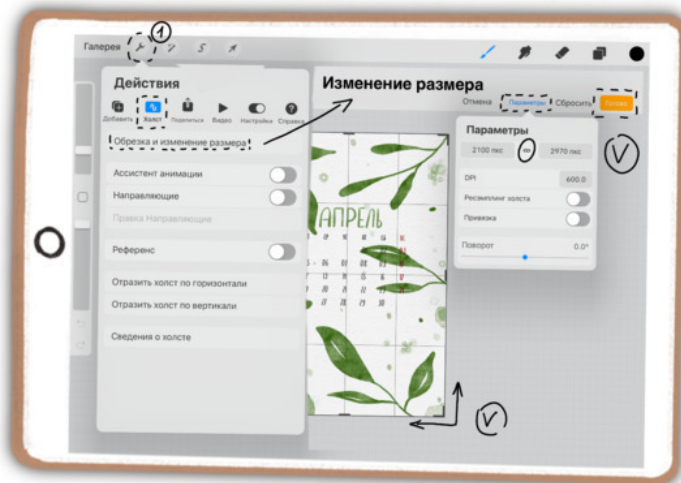 Галерея
1
Действия
Добавить Холст Поделиться Видео Настройки Справка
Обрезка и изменение размера
Ассистент анимации
Направляющие
Правка Направляющие
Референс
Отразить холст по горизонтали
Отразить холст по вертикали
Сведения о холсте
Изменение размера
Отмена Параметры Сбросить Готово
Параметры
2100 пкс 2970 пкс
DPI 600.0
Ресэмплинг холста
Привязка
Поворот 0.0°
АПРЕЛЬ